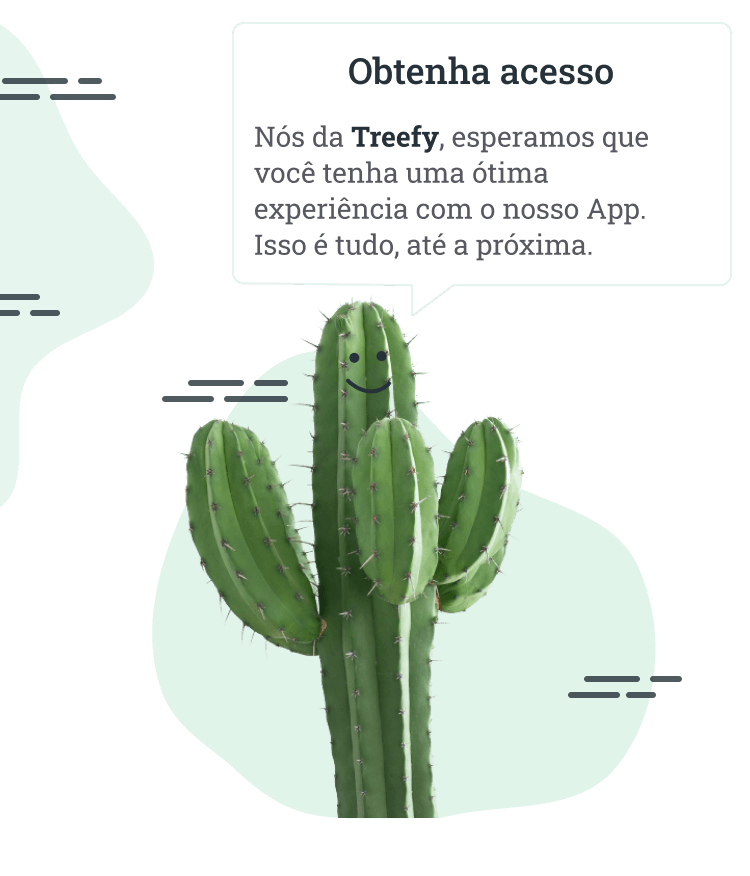 Obtenha acesso
Nós da Treefy, esperamos que
você tenha uma ótima
experiência com o nosso App.
Isso é tudo, até a próxima.